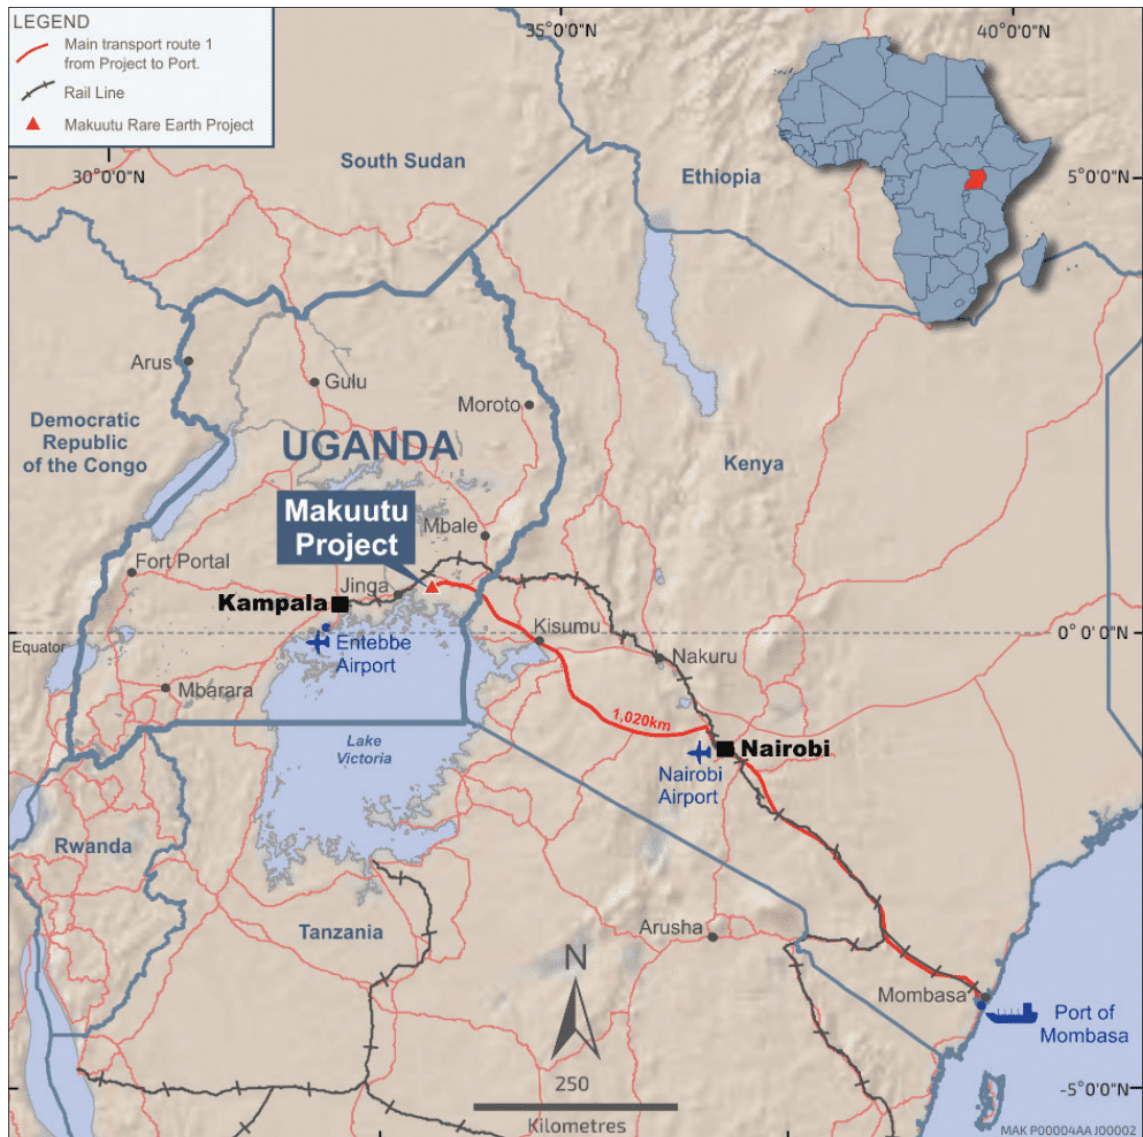 LEGEND
Main transport route 1
from Project to Port.
Rail Line
Makuutu Rare Earth Project
35°0'0"N
40°0'0"N
30°0'0"N
5°0'0"N
South Sudan
Ethiopia
Arus
Gulu
Moroto
Democratic
Republic
of the Congo
UGANDA
Kenya
Makuutu
Project
Mbale
Fort Portal
Jinga
Kampala
Kisumu
0° 0' 0"N
Equator
Entebbe
Airport
Nakuru
Mbarara
1,020km
Lake
Victoria
Nairobi
Nairobi
Airport
Rwanda
Tanzania
Arusha
N
Mombasa
Port of
Mombasa
250
Kilometres
-5°0'0"N
MAK P00004AA J00002